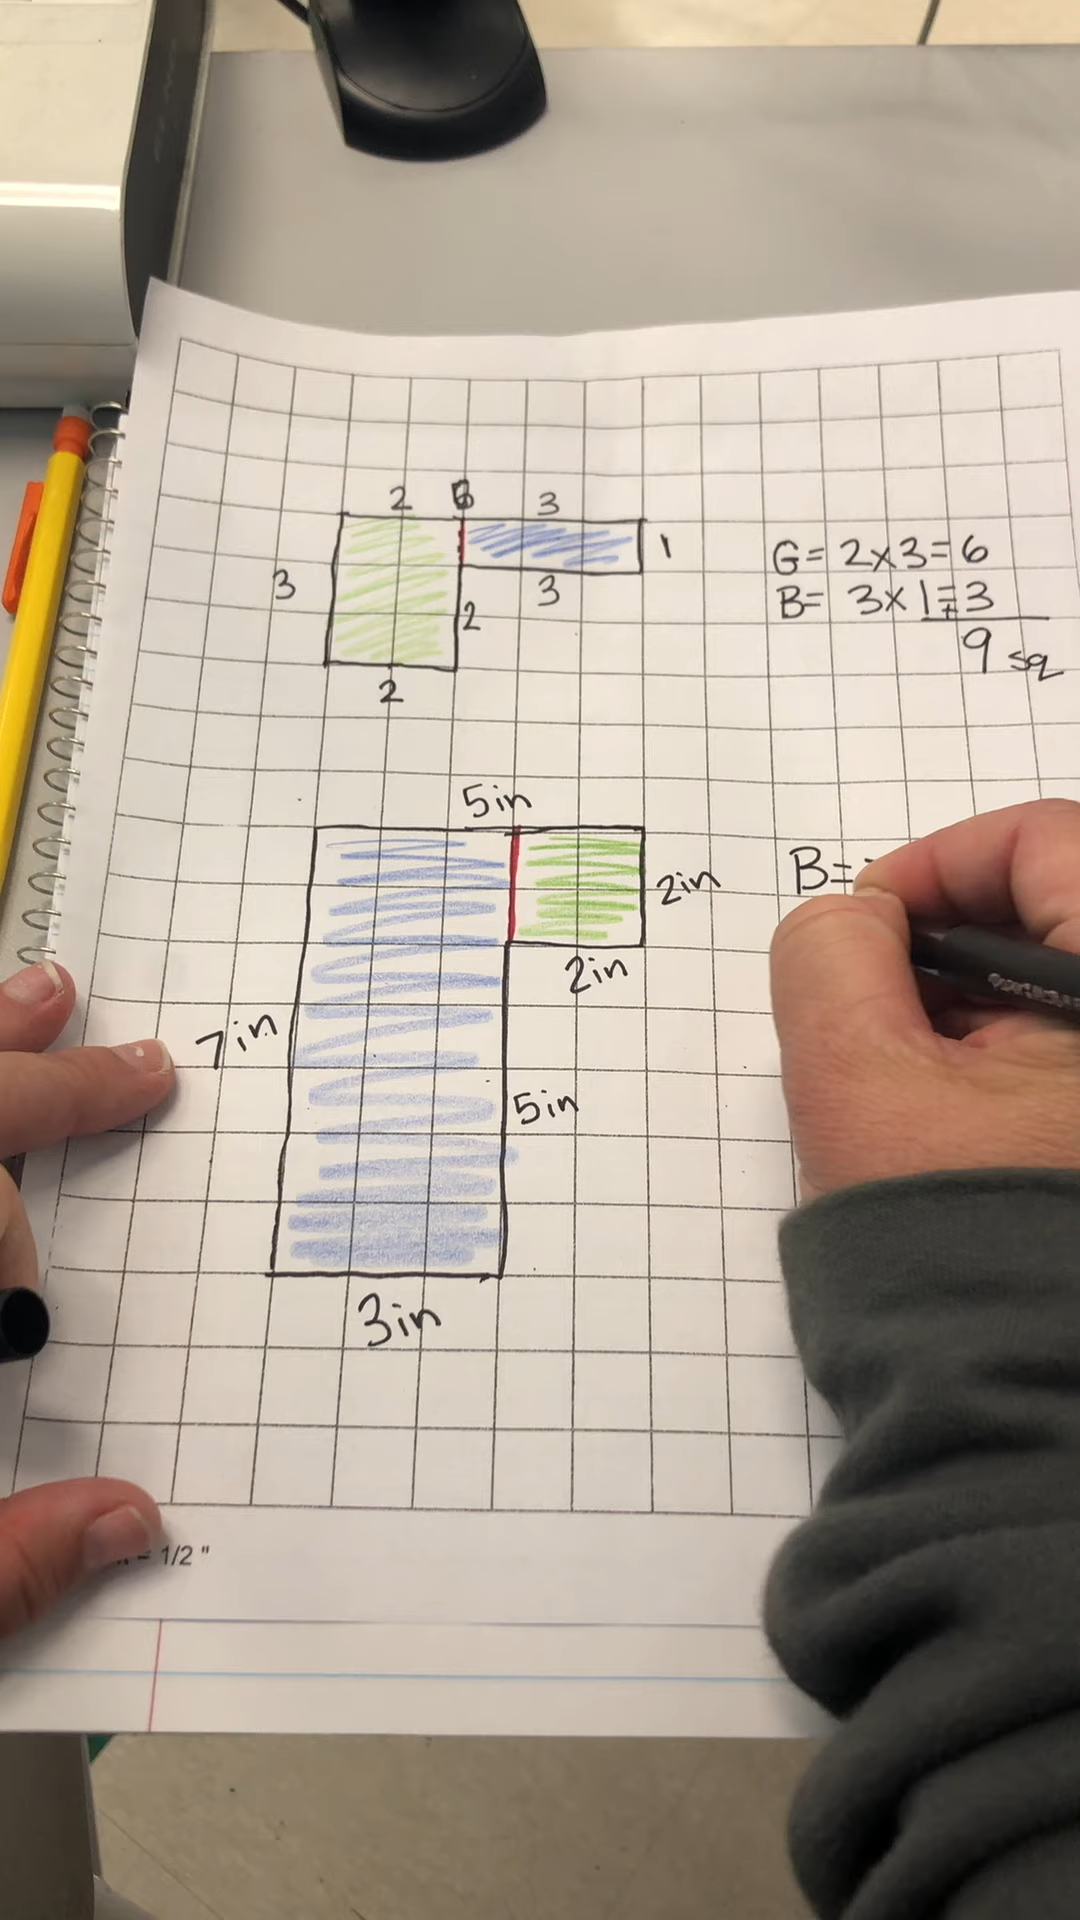 2 3
3 1
3
2
2
G= 2x3=6
B= 3x1=3
+
9 sq
5in
2in
2in
7in
5in
3in
B=
= 1/2 "